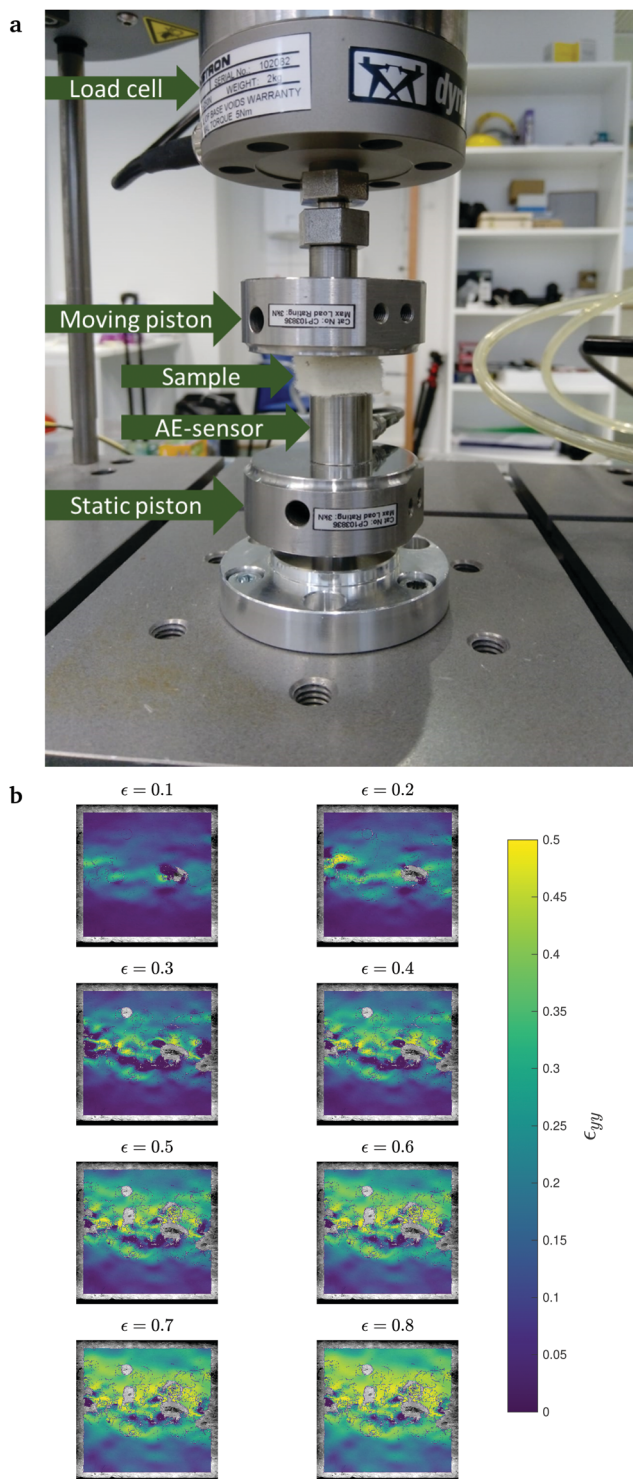 a
TRON
SERIAL No. 102082
WEIGHT: 2kg
BASE VOIDS WARRANTY
TORQUE 5Nm
dyn
Load cell
Moving piston
Cat No: CP103836
Max Load Rating: 3kN
Sample
AE-sensor
Static piston
Cat No: CP103836
Max Load Rating: 3kN
b
ϵ = 0.1
ϵ = 0.2
ϵ = 0.3
ϵ = 0.4
ϵ = 0.5
ϵ = 0.6
ϵ = 0.7
ϵ = 0.8
0.5
0.45
0.4
0.35
0.3
0.25
0.2
0.15
0.1
0.05
0
ϵyy